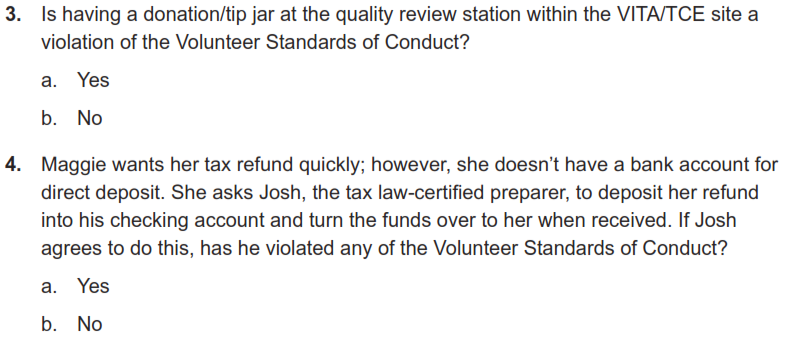 3. Is having a donation/tip jar at the quality review station within the VITA/TCE site a
violation of the Volunteer Standards of Conduct?
a. Yes
b. No
4. Maggie wants her tax refund quickly; however, she doesn’t have a bank account for
direct deposit. She asks Josh, the tax law-certified preparer, to deposit her refund
into his checking account and turn the funds over to her when received. If Josh
agrees to do this, has he violated any of the Volunteer Standards of Conduct?
a. Yes
b. No